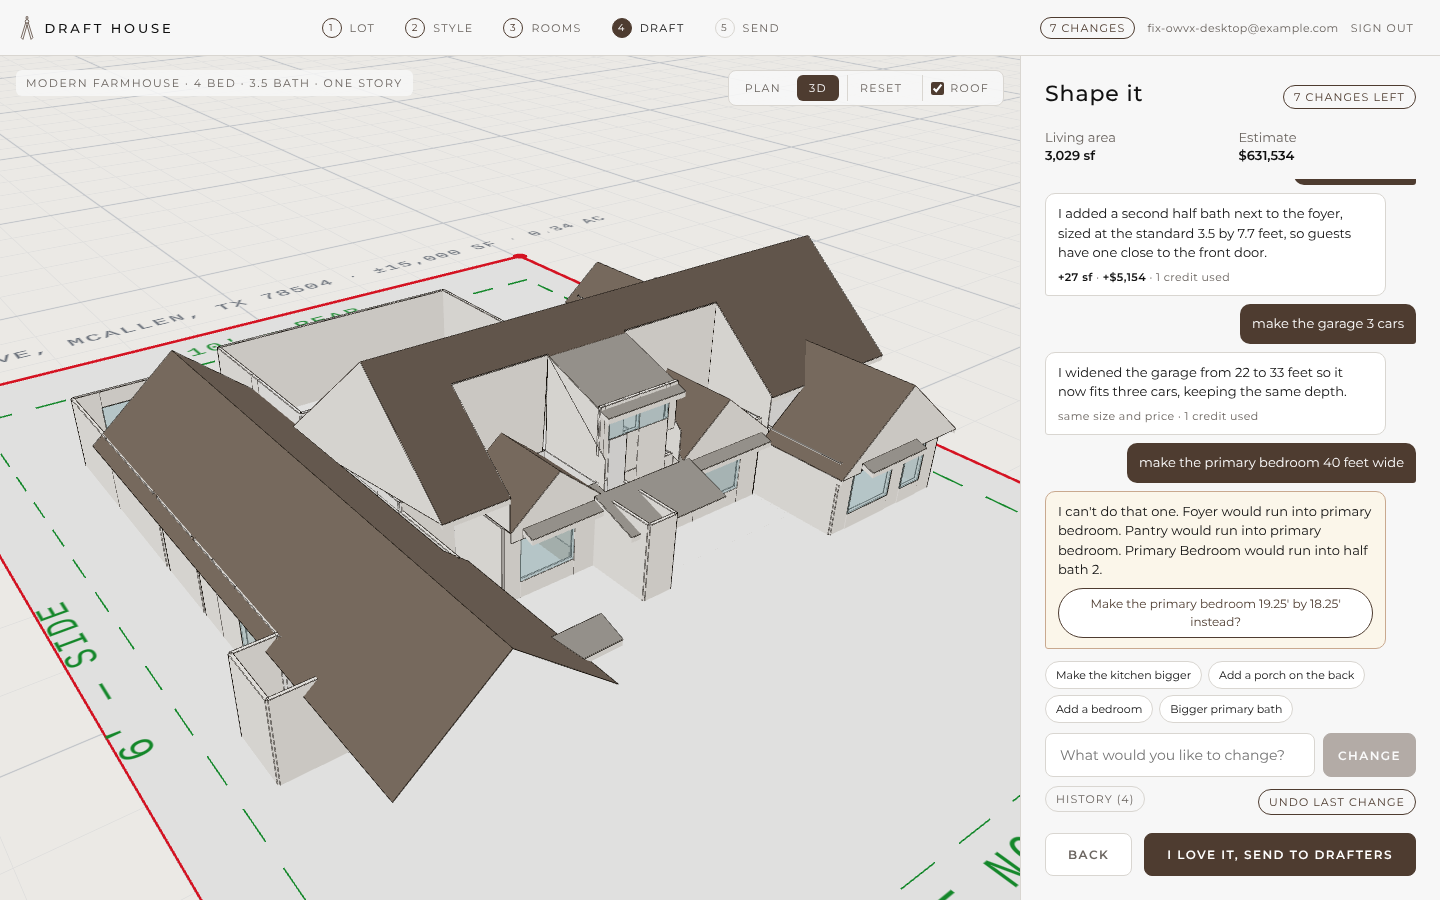 DRAFT HOUSE
1 LOT
2 STYLE
3 ROOMS
4 DRAFT
5 SEND
7 CHANGES
fix-owvx-desktop@example.com
SIGN OUT
MODERN FARMHOUSE · 4 BED · 3.5 BATH · ONE STORY
PLAN
3D
RESET
ROOF
VE, MCALLEN, TX 78504 · ±15,000 SF · 0.34 AC
10'
REAR
6' - SIDE
Shape it
7 CHANGES LEFT
Living area
3,029 sf
Estimate
$631,534
I added a second half bath next to the foyer,
sized at the standard 3.5 by 7.7 feet, so guests
have one close to the front door.
+27 sf · +$5,154 · 1 credit used
make the garage 3 cars
I widened the garage from 22 to 33 feet so it
now fits three cars, keeping the same depth.
same size and price · 1 credit used
make the primary bedroom 40 feet wide
I can't do that one. Foyer would run into primary
bedroom. Pantry would run into primary
bedroom. Primary Bedroom would run into half
bath 2.
Make the primary bedroom 19.25' by 18.25'
instead?
Make the kitchen bigger
Add a porch on the back
Add a bedroom
Bigger primary bath
What would you like to change?
CHANGE
HISTORY (4)
UNDO LAST CHANGE
BACK
I LOVE IT, SEND TO DRAFTERS